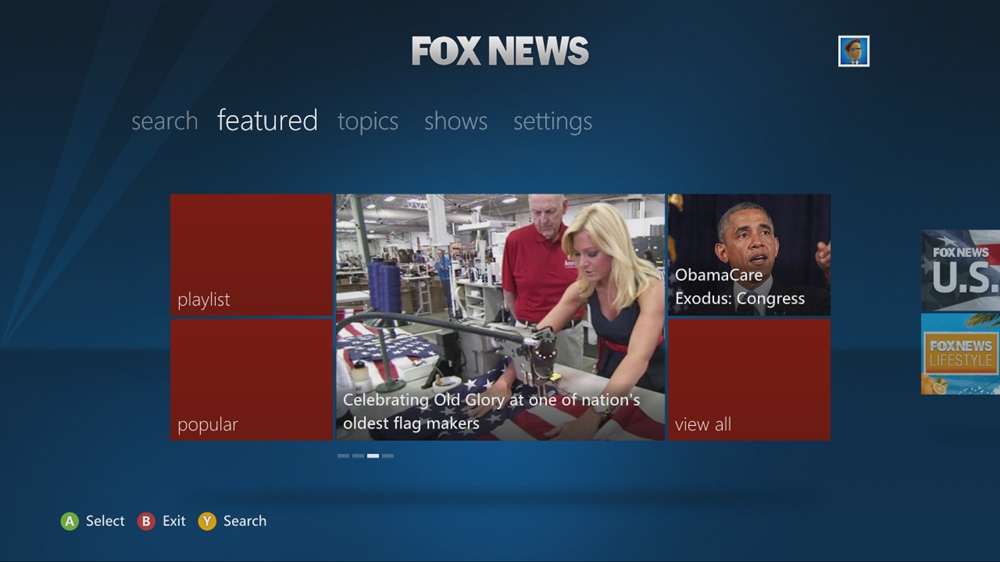 FOX NEWS
search featured topics shows settings
playlist
popular
Celebrating Old Glory at one of nation's
oldest flag makers
ObamaCare
Exodus: Congress
view all
FOX NEWS
U.S.
FOX NEWS
LIFESTYLE
A Select B Exit Y Search